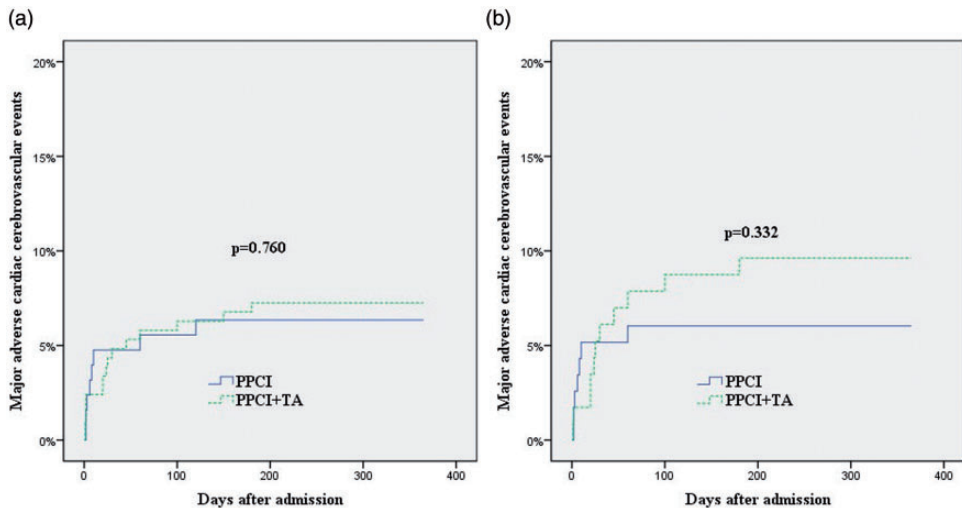 (a)
Major adverse cardiac cerebrovascular events
20%
15%
10%
5%
0%
p=0.760
PPCI
PPCI+TA
0
100
200
300
400
Days after admission
(b)
Major adverse cardiac cerebrovascular events
20%
15%
10%
5%
0%
p=0.332
PPCI
PPCI+TA
0
100
200
300
400
Days after admission